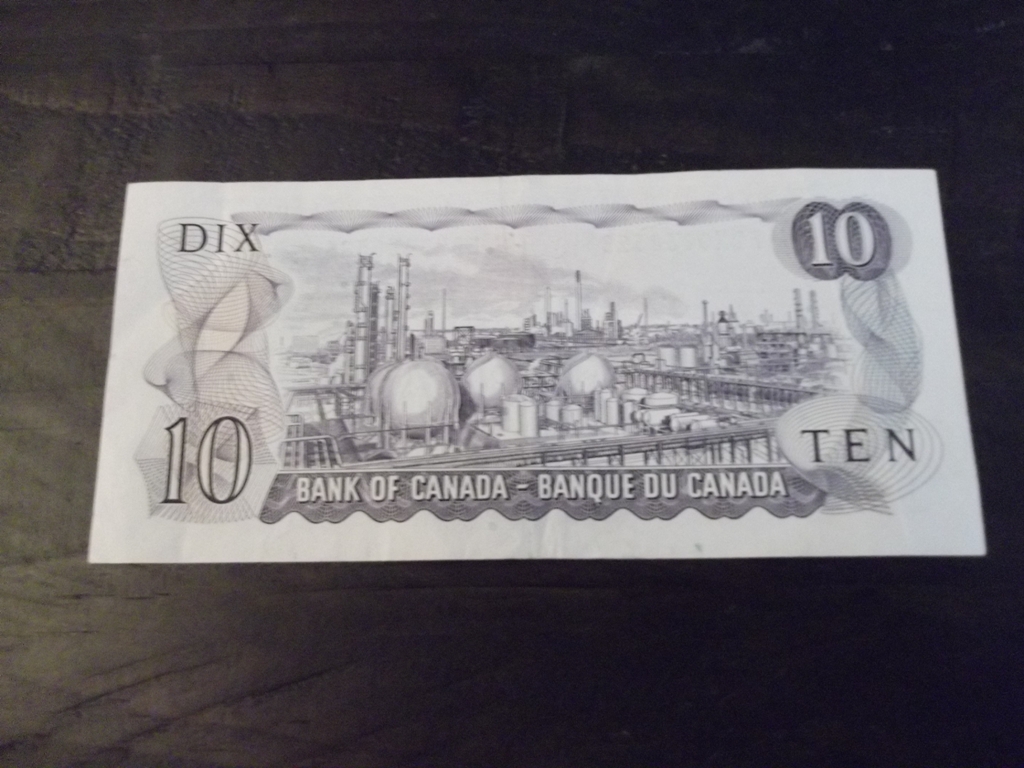 DIX 10
10 TEN
BANK OF CANADA - BANQUE DU CANADA